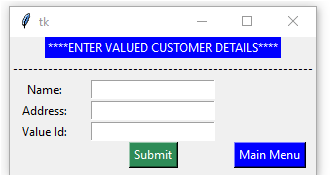 tk
****ENTER VALUED CUSTOMER DETAILS****
--------------------------------------------------------------
Name:
Address:
Value Id:
Submit Main Menu